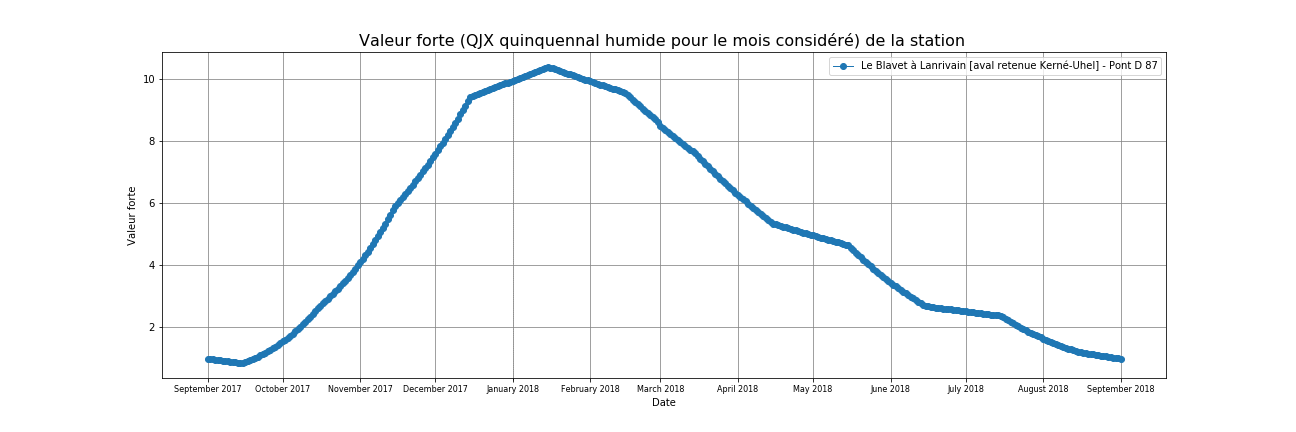 Valeur forte (QJX quinquennal humide pour le mois considéré) de la station
Le Blavet à Lanrivain [aval retenue Kerné-Uhel] - Pont D 87
Valeur forte
10
8
6
4
2
September 2017 October 2017 November 2017 December 2017 January 2018 February 2018 March 2018 April 2018 May 2018 June 2018 July 2018 August 2018 September 2018
Date